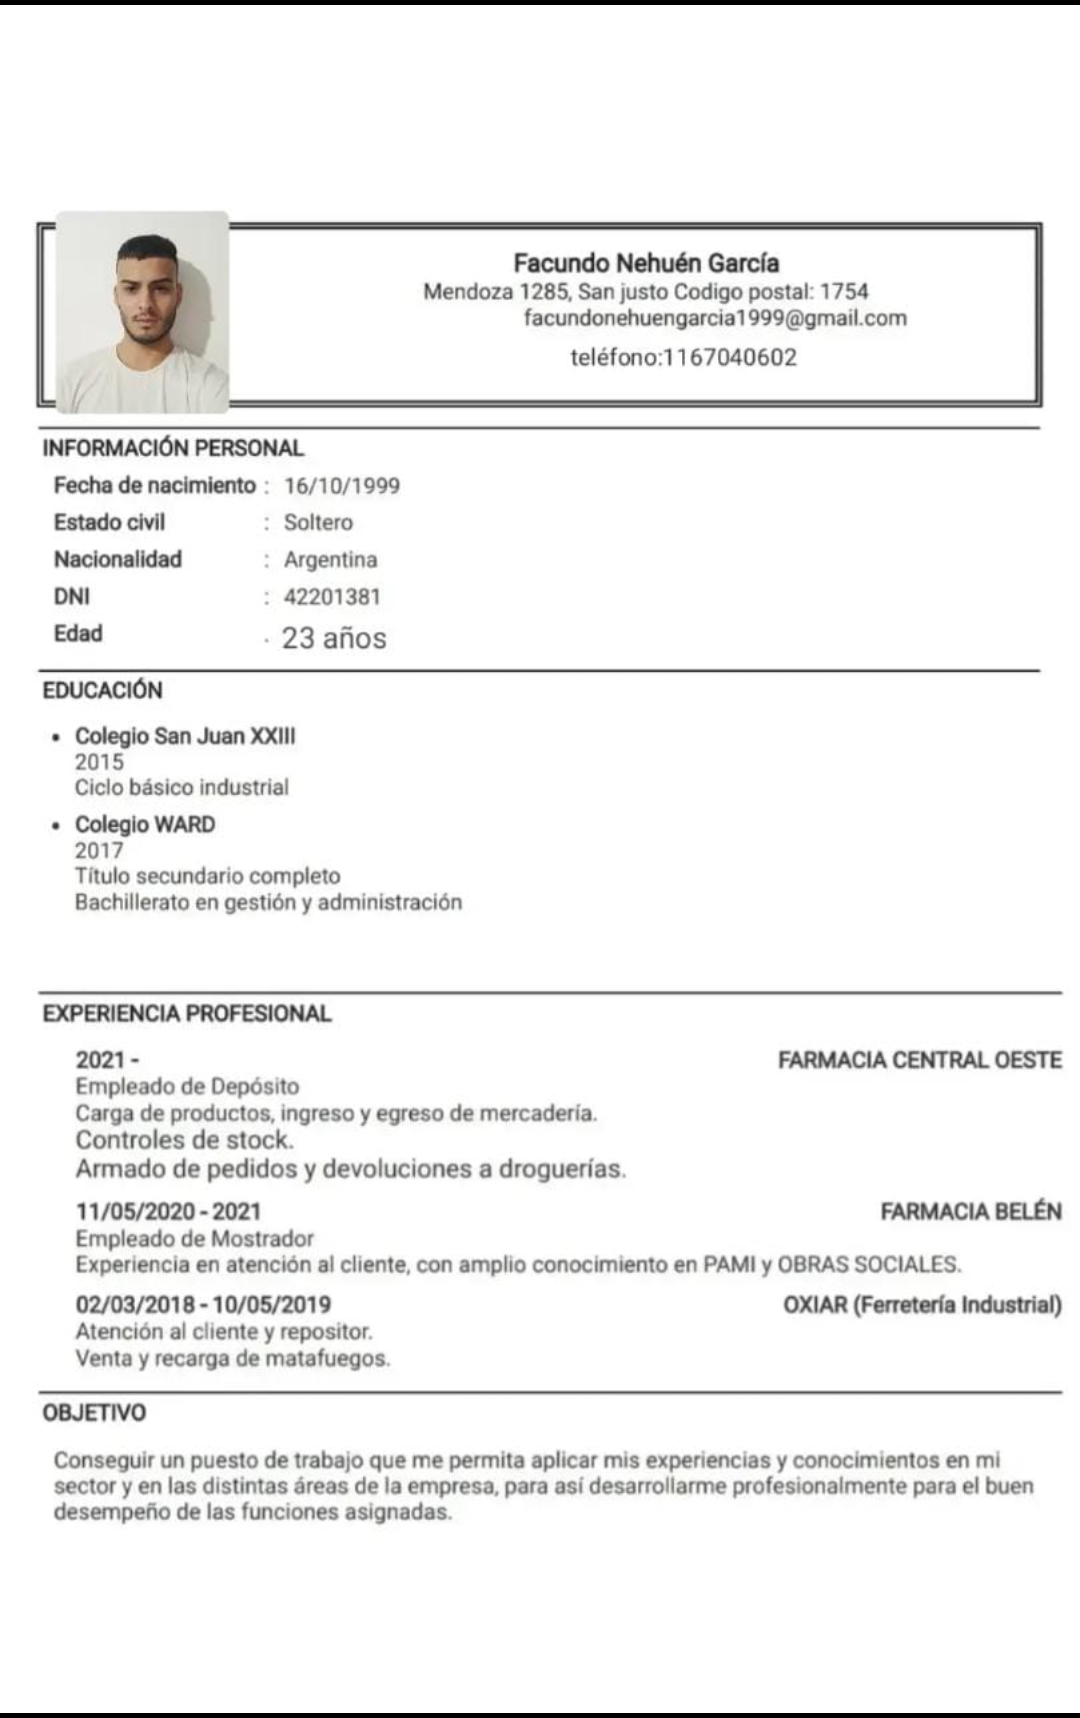 Facundo Nehuén García
Mendoza 1285, San justo Codigo postal: 1754
facundonehuengarcia1999@gmail.com
teléfono:1167040602
INFORMACIÓN PERSONAL
Fecha de nacimiento : 16/10/1999
Estado civil : Soltero
Nacionalidad : Argentina
DNI : 42201381
Edad . 23 años
EDUCACIÓN
• Colegio San Juan XXIII
2015
Ciclo básico industrial
• Colegio WARD
2017
Título secundario completo
Bachillerato en gestión y administración
EXPERIENCIA PROFESIONAL
2021 - FARMACIA CENTRAL OESTE
Empleado de Depósito
Carga de productos, ingreso y egreso de mercadería.
Controles de stock.
Armado de pedidos y devoluciones a droguerías.
11/05/2020 - 2021 FARMACIA BELÉN
Empleado de Mostrador
Experiencia en atención al cliente, con amplio conocimiento en PAMI y OBRAS SOCIALES.
02/03/2018 - 10/05/2019 OXIAR (Ferretería Industrial)
Atención al cliente y repositor.
Venta y recarga de matafuegos.
OBJETIVO
Conseguir un puesto de trabajo que me permita aplicar mis experiencias y conocimientos en mi
sector y en las distintas áreas de la empresa, para así desarrollarme profesionalmente para el buen
desempeño de las funciones asignadas.